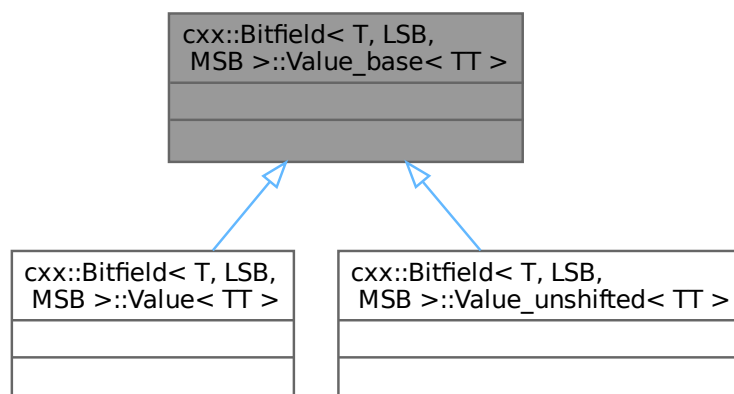 cxx::Bitfield< T, LSB,
MSB >::Value_base< TT >
cxx::Bitfield< T, LSB,
MSB >::Value< TT >
cxx::Bitfield< T, LSB,
MSB >::Value_unshifted< TT >